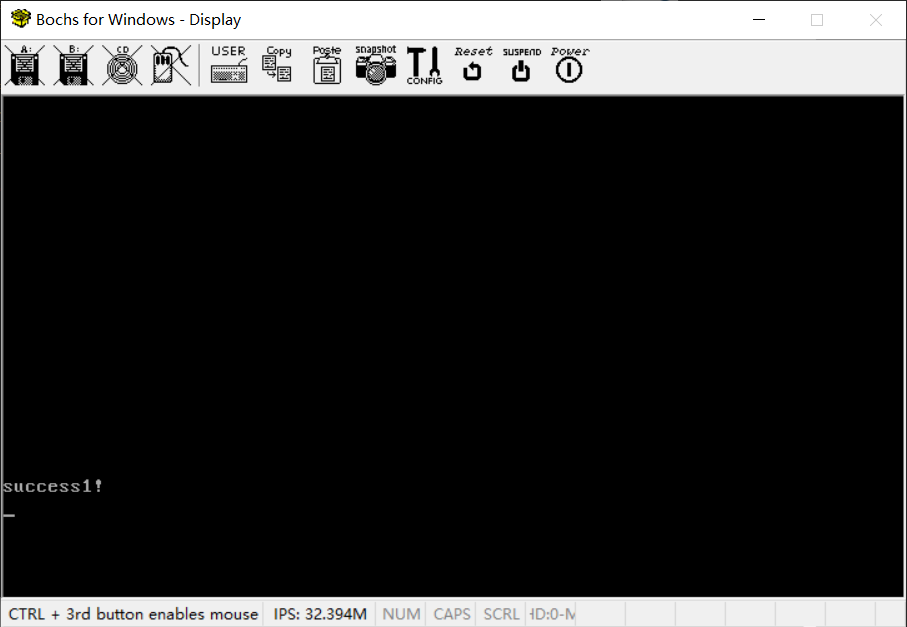 Bochs for Windows - Display
A: B: CD USER Copy Paste snapshot CONFIG Reset SUSPEND Power
success1!
CTRL + 3rd button enables mouse IPS: 32.394M NUM CAPS SCRL HD:0-M